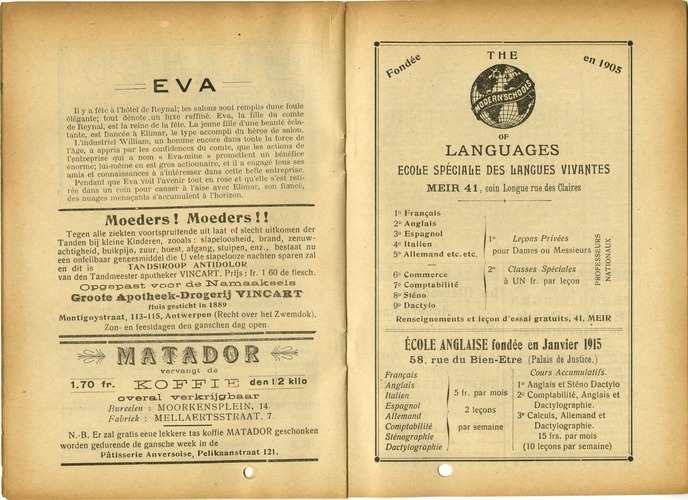 EVA
Il y a fête à l'hôtel de Reynal; les salons sont remplis dune foule
élégante; tout dénote un luxe raffiné. Eva, la fille du comte
de Reynal, est la reine de la fête. La jeune fille d'une beauté écla-
tante, est fiancée à Elimar, le type accompli du héros de salon.
L'industriel William, un homme encore dans toute la force de
l'âge, a appris par les confidences du comte, que les actions de
l'entreprise qui a nom « Eva-mine » promettent un bénéfice
énorme; lui-même en est gros actionnaire, et il a engagé tous ses
amis et connaissances à s'intéresser dans cette belle entreprise.
Pendant que Eva voit l'avenir tout en rose et qu'elle s'est reti-
rée dans un coin pour causer à l'aise avec Elimar, son fiancé,
des nuages menaçants s'accumulent à l'horizon.
Moeders! Moeders!!
Tegen alle ziekten voortspruitende uit laat of slecht uitkomen der
Tanden bij kleine Kinderen, zooals: slapeloosheid, brand, zenuw-
achtigheid, buikpijn, zuur, hoest, afgang, stuipen, enz., bestaat nu
een onfeilbaar geneesmiddel die U vele slapelooze nachten sparen zal
en dit is TANDSIROOP ANTIDOLOR
van den Tandmeester apotheker VINCART. Prijs: fr. 1 60 de flesch.
Opgepast voor de Namaaksels
Groote Apotheek-Drogerij VINCART
Huis gesticht in 1889
Montignystraat, 113-115, Antwerpen (Recht over het Zwemdok).
Zon- en feestdagen den ganschen dag open.
MATADOR
vervangt de
1.70 fr. KOFFIE den 1/2 kilo
overal verkrijgbaar
Bureelen : MOORKENSPLEIN, 14.
Fabriek : MELLAERTSSTRAAT, 7.
N.-B. Er zal gratis eene lekkere tas koffie MATADOR geschonken
worden gedurende de gansche week in de
Pâtisserie Anversoise, Pelikaanstraat 121.
Fondée THE en 1905
MODERN SCHOOLS
OF
LANGUAGES
ECOLE SPÉCIALE DES LANGUES VIVANTES
MEIR 41, coin Longue rue des Claires
1º Français
2º Anglais
3º Espagnol
4º Italien
5º Allemand etc. etc.
6º Commerce
7º Comptabilité
8º Sténo
9º Dactylo
1º Leçons Privées
pour Dames ou Messieurs
2º Classes Spéciales
à UN fr. par leçon
PROFESSEURS
NATIONAUX
Renseignements et leçon d'essai gratuits, 41, MEIR
ÉCOLE ANGLAISE fondée en Janvier 1915
58, rue du Bien-Etre (Palais de Justice.)
Français
Anglais
Italien
Espagnol
Allemand
Comptabilité
Sténographie
Dactylographie
5 fr. par mois
2 leçons
par semaine
Cours Accumulatifs.
1º Anglais et Sténo Dactylo
2º Comptabilité, Anglais et
Dactylographie.
3º Calcuis, Allemand et
Dactylographie.
15 frs. par mois
(10 leçons par semaine)